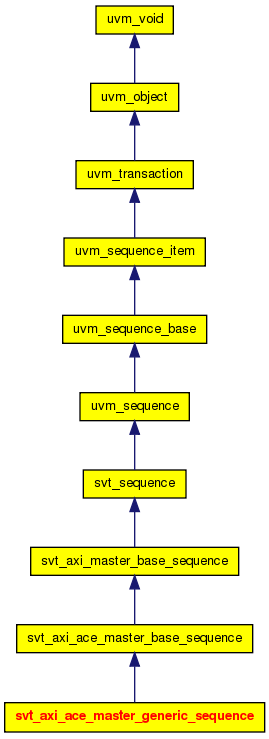 uvm_void
uvm_object
uvm_transaction
uvm_sequence_item
uvm_sequence_base
uvm_sequence
svt_sequence
svt_axi_master_base_sequence
svt_axi_ace_master_base_sequence
svt_axi_ace_master_generic_sequence